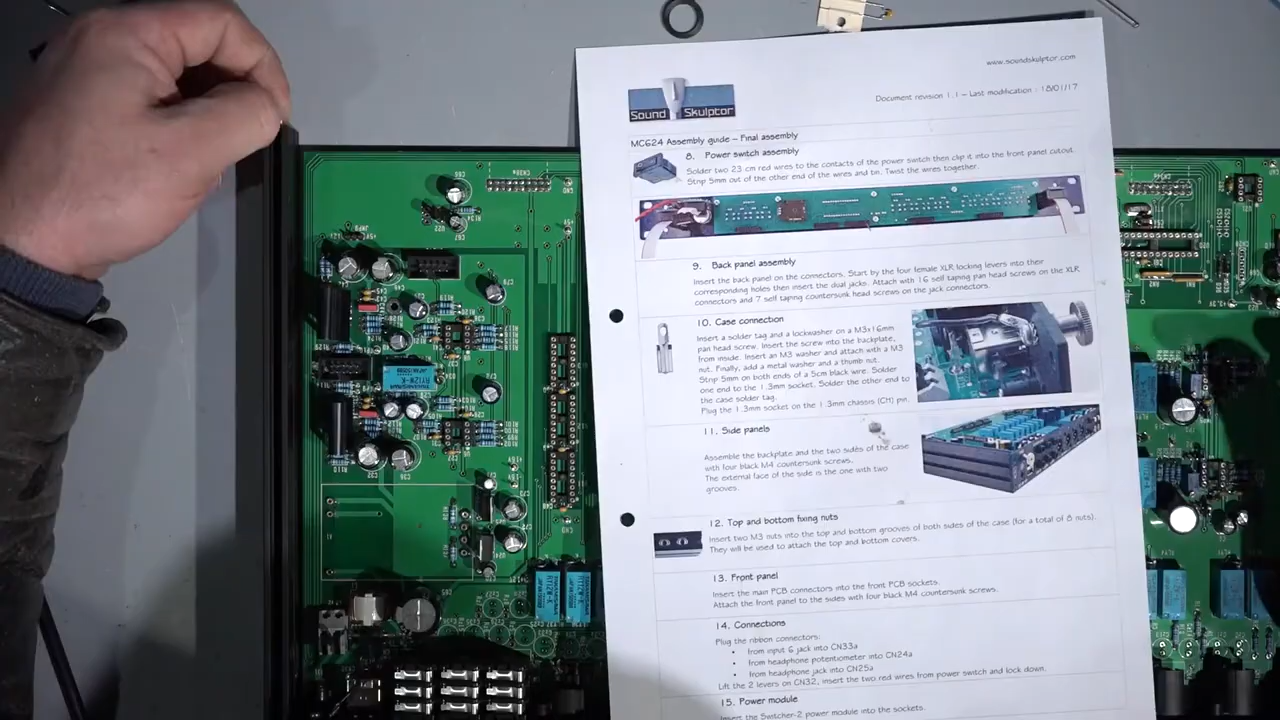 www.soundskulptor.com
Sound Skulptor
Document revision 1.1 – Last modification : 18/01/17
MC624 Assembly guide – Final assembly
8. Power switch assembly
Solder two 23 cm red wires to the contacts of the power switch then clip it into the front panel cutout.
Strip 5mm out of the other end of the wires and tin. Twist the wires together.
9. Back panel assembly
Insert the back panel on the connectors. Start by the four female XLR locking levers into their
corresponding holes then insert the dual jacks. Attach with 16 self taping pan head screws on the XLR
connectors and 7 self taping countersunk head screws on the jack connectors.
10. Case connection
Insert a solder tag and a lockwasher on a M3x16mm
pan head screw. Insert the screw into the backplate,
from inside. Insert an M3 washer and attach with a M3
nut. Finally, add a metal washer and a thumb nut.
Strip 5mm on both ends of a 5cm black wire. Solder
one end to the 1.3mm socket. Solder the other end to
the case solder tag.
Plug the 1.3mm socket on the 1.3mm chassis (CH) pin.
11. Side panels
Assemble the backplate and the two sides of the case
with four black M4 countersunk screws.
The external face of the side is the one with two
grooves.
12. Top and bottom fixing nuts
Insert two M3 nuts into the top and bottom grooves of both sides of the case (for a total of 8 nuts).
They will be used to attach the top and bottom covers.
13. Front panel
Insert the main PCB connectors into the front PCB sockets.
Attach the front panel to the sides with four black M4 countersunk screws.
14. Connections
Plug the ribbon connectors:
• from input 6 jack into CN33a
• from headphone potentiometer into CN24a
• from headphone jack into CN25a
Lift the 2 levers on CN32, insert the two red wires from power switch and lock down.
15. Power module
Insert the Switcher-2 power module into the sockets.
RY12W-K